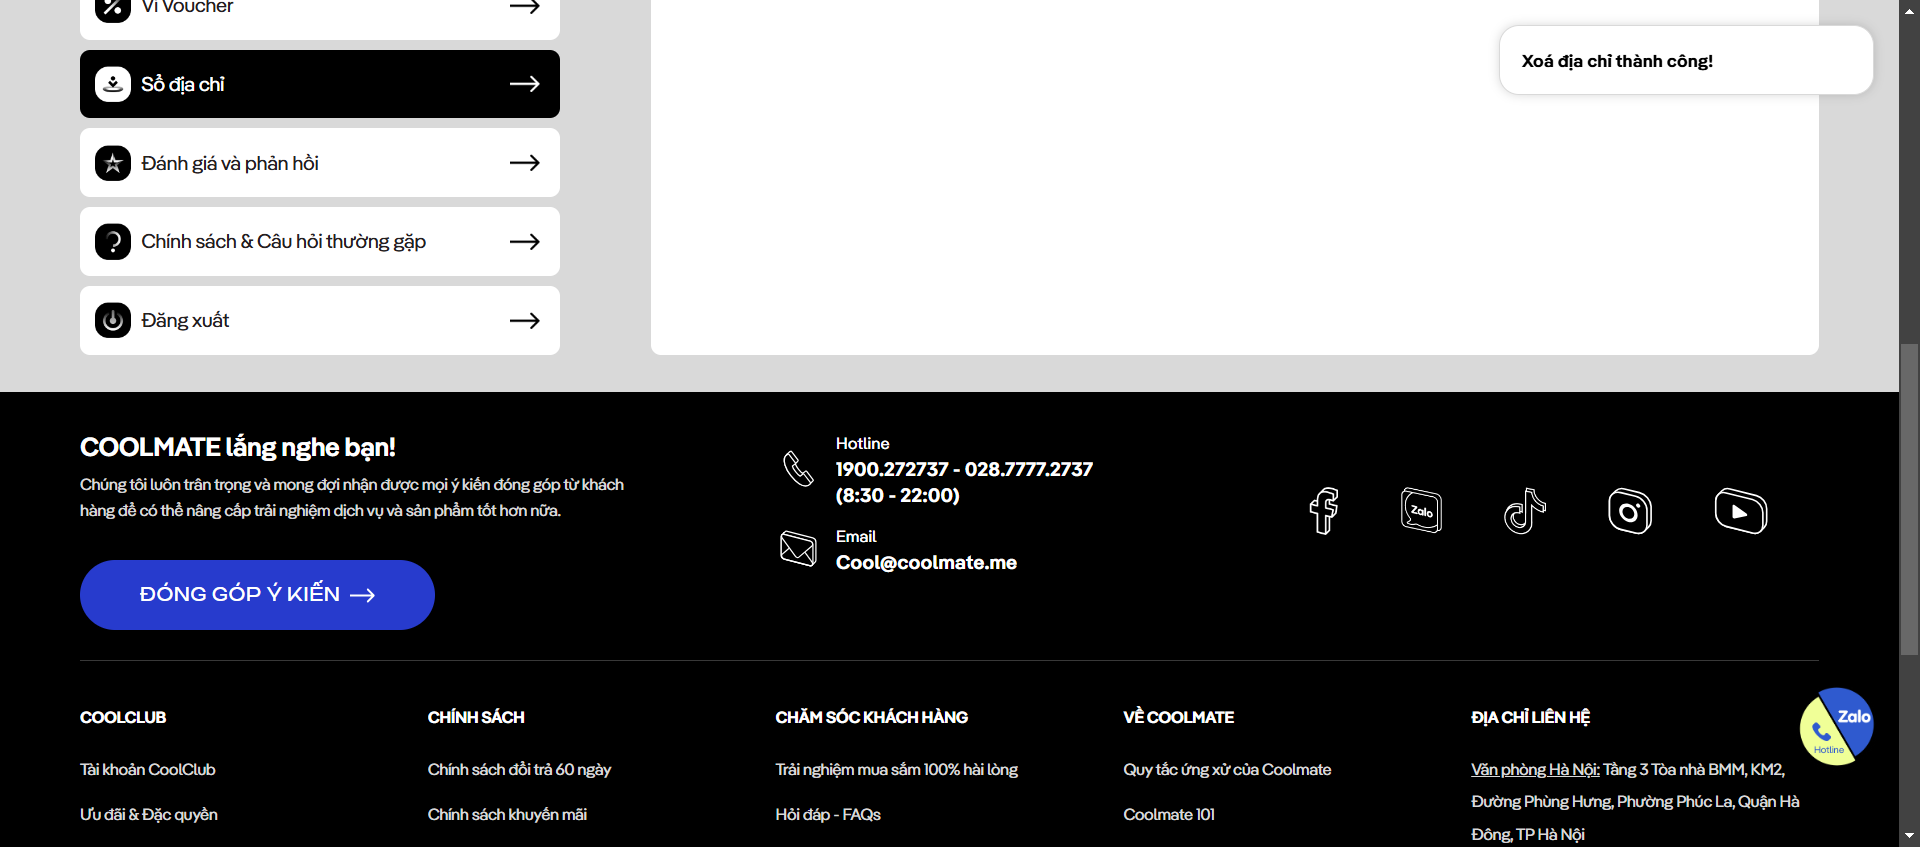 Ví Voucher
Xoá địa chỉ thành công!
Sổ địa chỉ
Đánh giá và phản hồi
Chính sách & Câu hỏi thường gặp
Đăng xuất
COOLMATE lắng nghe bạn!
Chúng tôi luôn trân trọng và mong đợi nhận được mọi ý kiến đóng góp từ khách
hàng để có thể nâng cấp trải nghiệm dịch vụ và sản phẩm tốt hơn nữa.
ĐÓNG GÓP Ý KIẾN
Hotline
1900.272737 - 028.7777.2737
(8:30 - 22:00)
Email
Cool@coolmate.me
Zalo
COOLCLUB
Tài khoản CoolClub
Ưu đãi & Đặc quyền
CHÍNH SÁCH
Chính sách đổi trả 60 ngày
Chính sách khuyến mãi
CHĂM SÓC KHÁCH HÀNG
Trải nghiệm mua sắm 100% hài lòng
Hỏi đáp - FAQs
VỀ COOLMATE
Quy tắc ứng xử của Coolmate
Coolmate 101
ĐỊA CHỈ LIÊN HỆ
Văn phòng Hà Nội: Tầng 3 Tòa nhà BMM, KM2,
Đường Phùng Hưng, Phường Phúc La, Quận Hà
Đông, TP Hà Nội
Zalo
Hotline